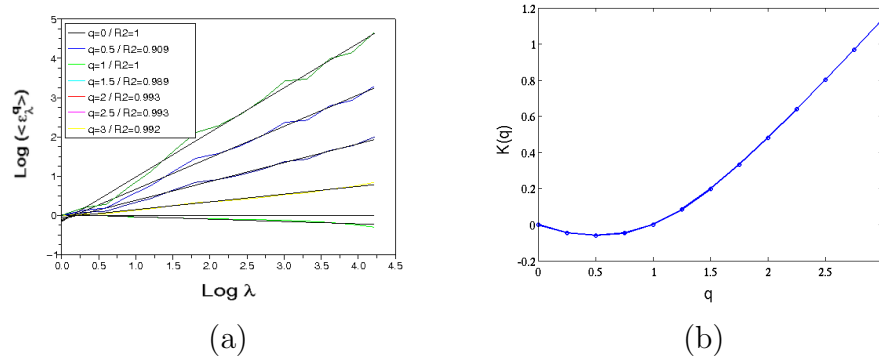 5
4
3
2
1
0
−1
Log (<ε_λ^q>)
q=0 / R2=1
q=0.5 / R2=0.909
q=1 / R2=1
q=1.5 / R2=0.989
q=2 / R2=0.993
q=2.5 / R2=0.993
q=3 / R2=0.992
0.0 0.5 1.0 1.5 2.0 2.5 3.0 3.5 4.0 4.5
Log λ
(a)
1.2
1
0.8
0.6
0.4
0.2
0
-0.2
K(q)
0 0.5 1 1.5 2 2.5
q
(b)